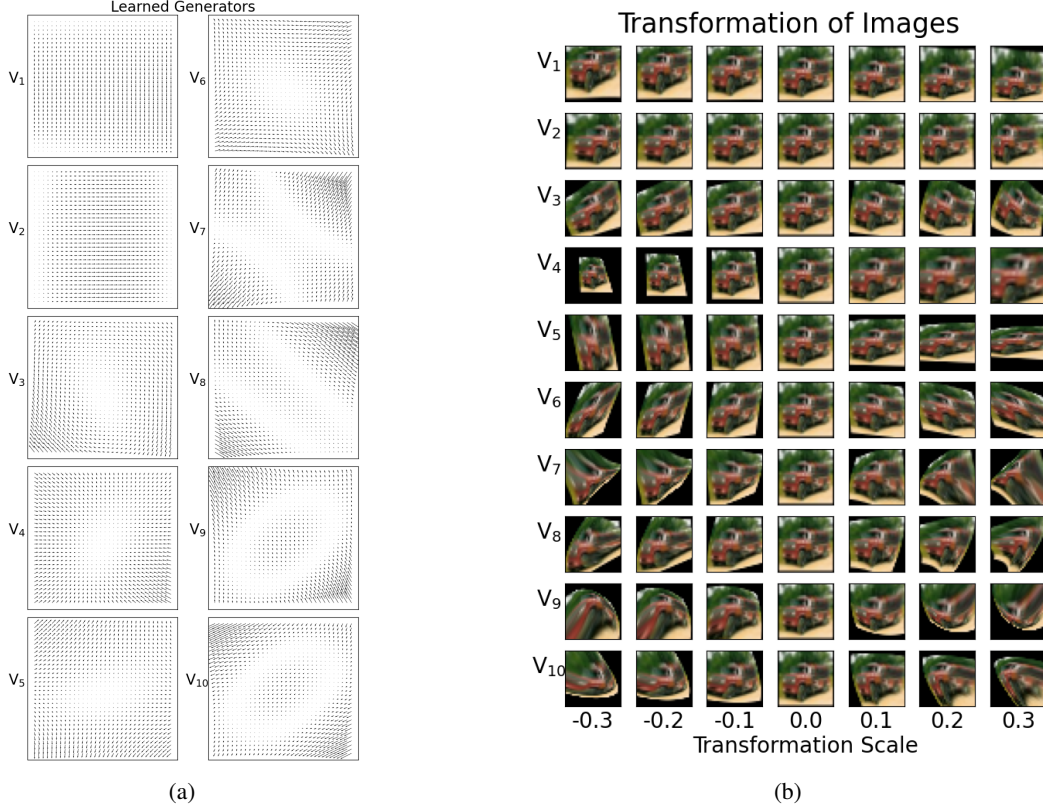 Learned Generators
V1
V6
V2
V7
V3
V8
V4
V9
V5
V10
(a)
Transformation of Images
V1
V2
V3
V4
V5
V6
V7
V8
V9
V10
-0.3 -0.2 -0.1 0.0 0.1 0.2 0.3
Transformation Scale
(b)